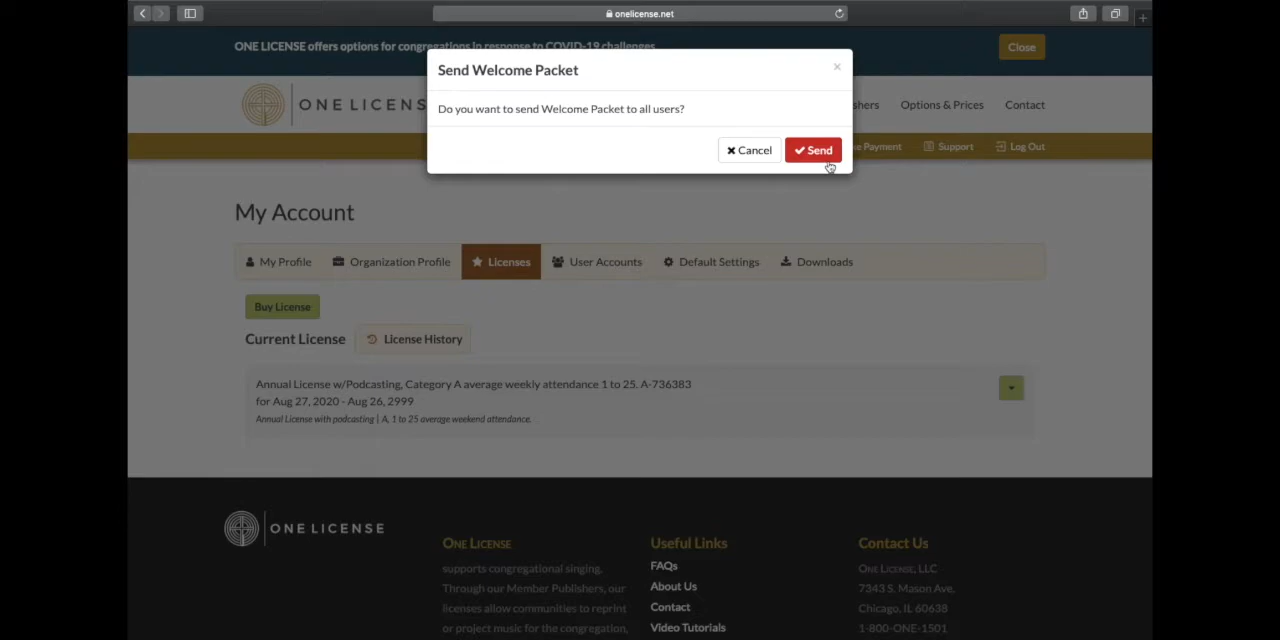 onelicense.net
ONE LICENSE offers options for congregations in response to COVID-19 challenges.
Close
Send Welcome Packet
×
Do you want to send Welcome Packet to all users?
Cancel
Send
ONE LICENS
shers
Options & Prices
Contact
se Payment
Support
Log Out
My Account
My Profile
Organization Profile
Licenses
User Accounts
Default Settings
Downloads
Buy License
Current License
License History
Annual License w/Podcasting, Category A average weekly attendance 1 to 25. A-736383
for Aug 27, 2020 - Aug 26, 2999
Annual License with podcasting | A, 1 to 25 average weekend attendance.
ONE LICENSE
ONE LICENSE
supports congregational singing.
Through our Member Publishers, our
licenses allow communities to reprint
or project music for the congregation,
Useful Links
FAQs
About Us
Contact
Video Tutorials
Contact Us
ONE LICENSE, LLC
7343 S. Mason Ave.
Chicago, IL 60638
1-800-ONE-1501